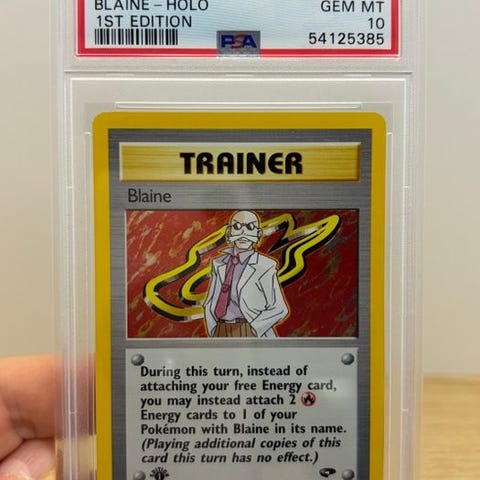 BLAINE-HOLO GEM MT
1ST EDITION 10
PSA 54125385
TRAINER
Blaine
During this turn, instead of
attaching your free Energy card,
you may instead attach 2
Energy cards to 1 of your
Pokémon with Blaine in its name.
(Playing additional copies of this
card this turn has no effect.)
1